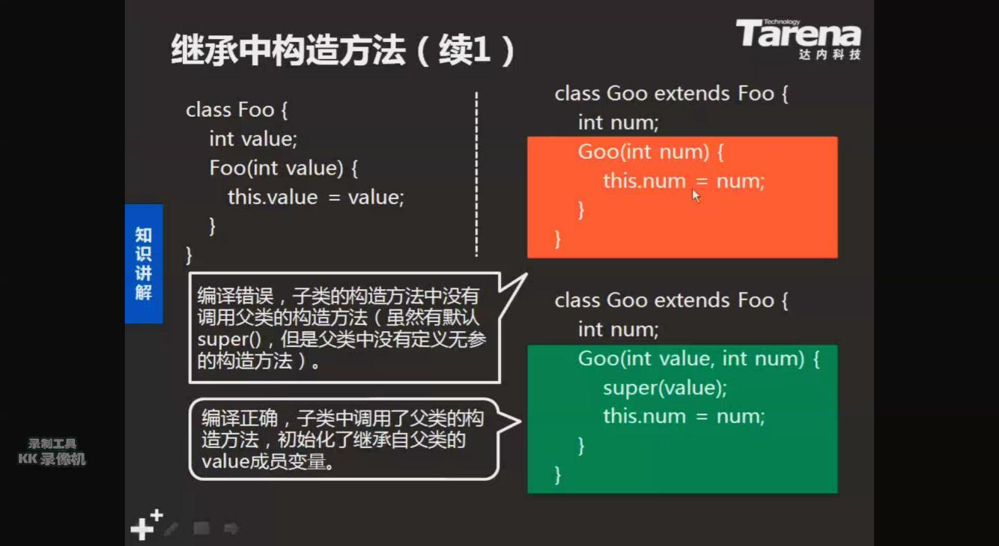 继承中构造方法（续1）
Technology
Tarena
达内科技
class Foo {
int value;
Foo(int value) {
this.value = value;
}
}
class Goo extends Foo {
int num;
Goo(int num) {
this.num = num;
}
}
知识讲解
编译错误，子类的构造方法中没有
调用父类的构造方法（虽然有默认
super()，但是父类中没有定义无参
的构造方法）。
class Goo extends Foo {
int num;
Goo(int value, int num) {
super(value);
this.num = num;
}
}
编译正确，子类中调用了父类的构
造方法，初始化了继承自父类的
value成员变量。
录制工具
KK 录像机